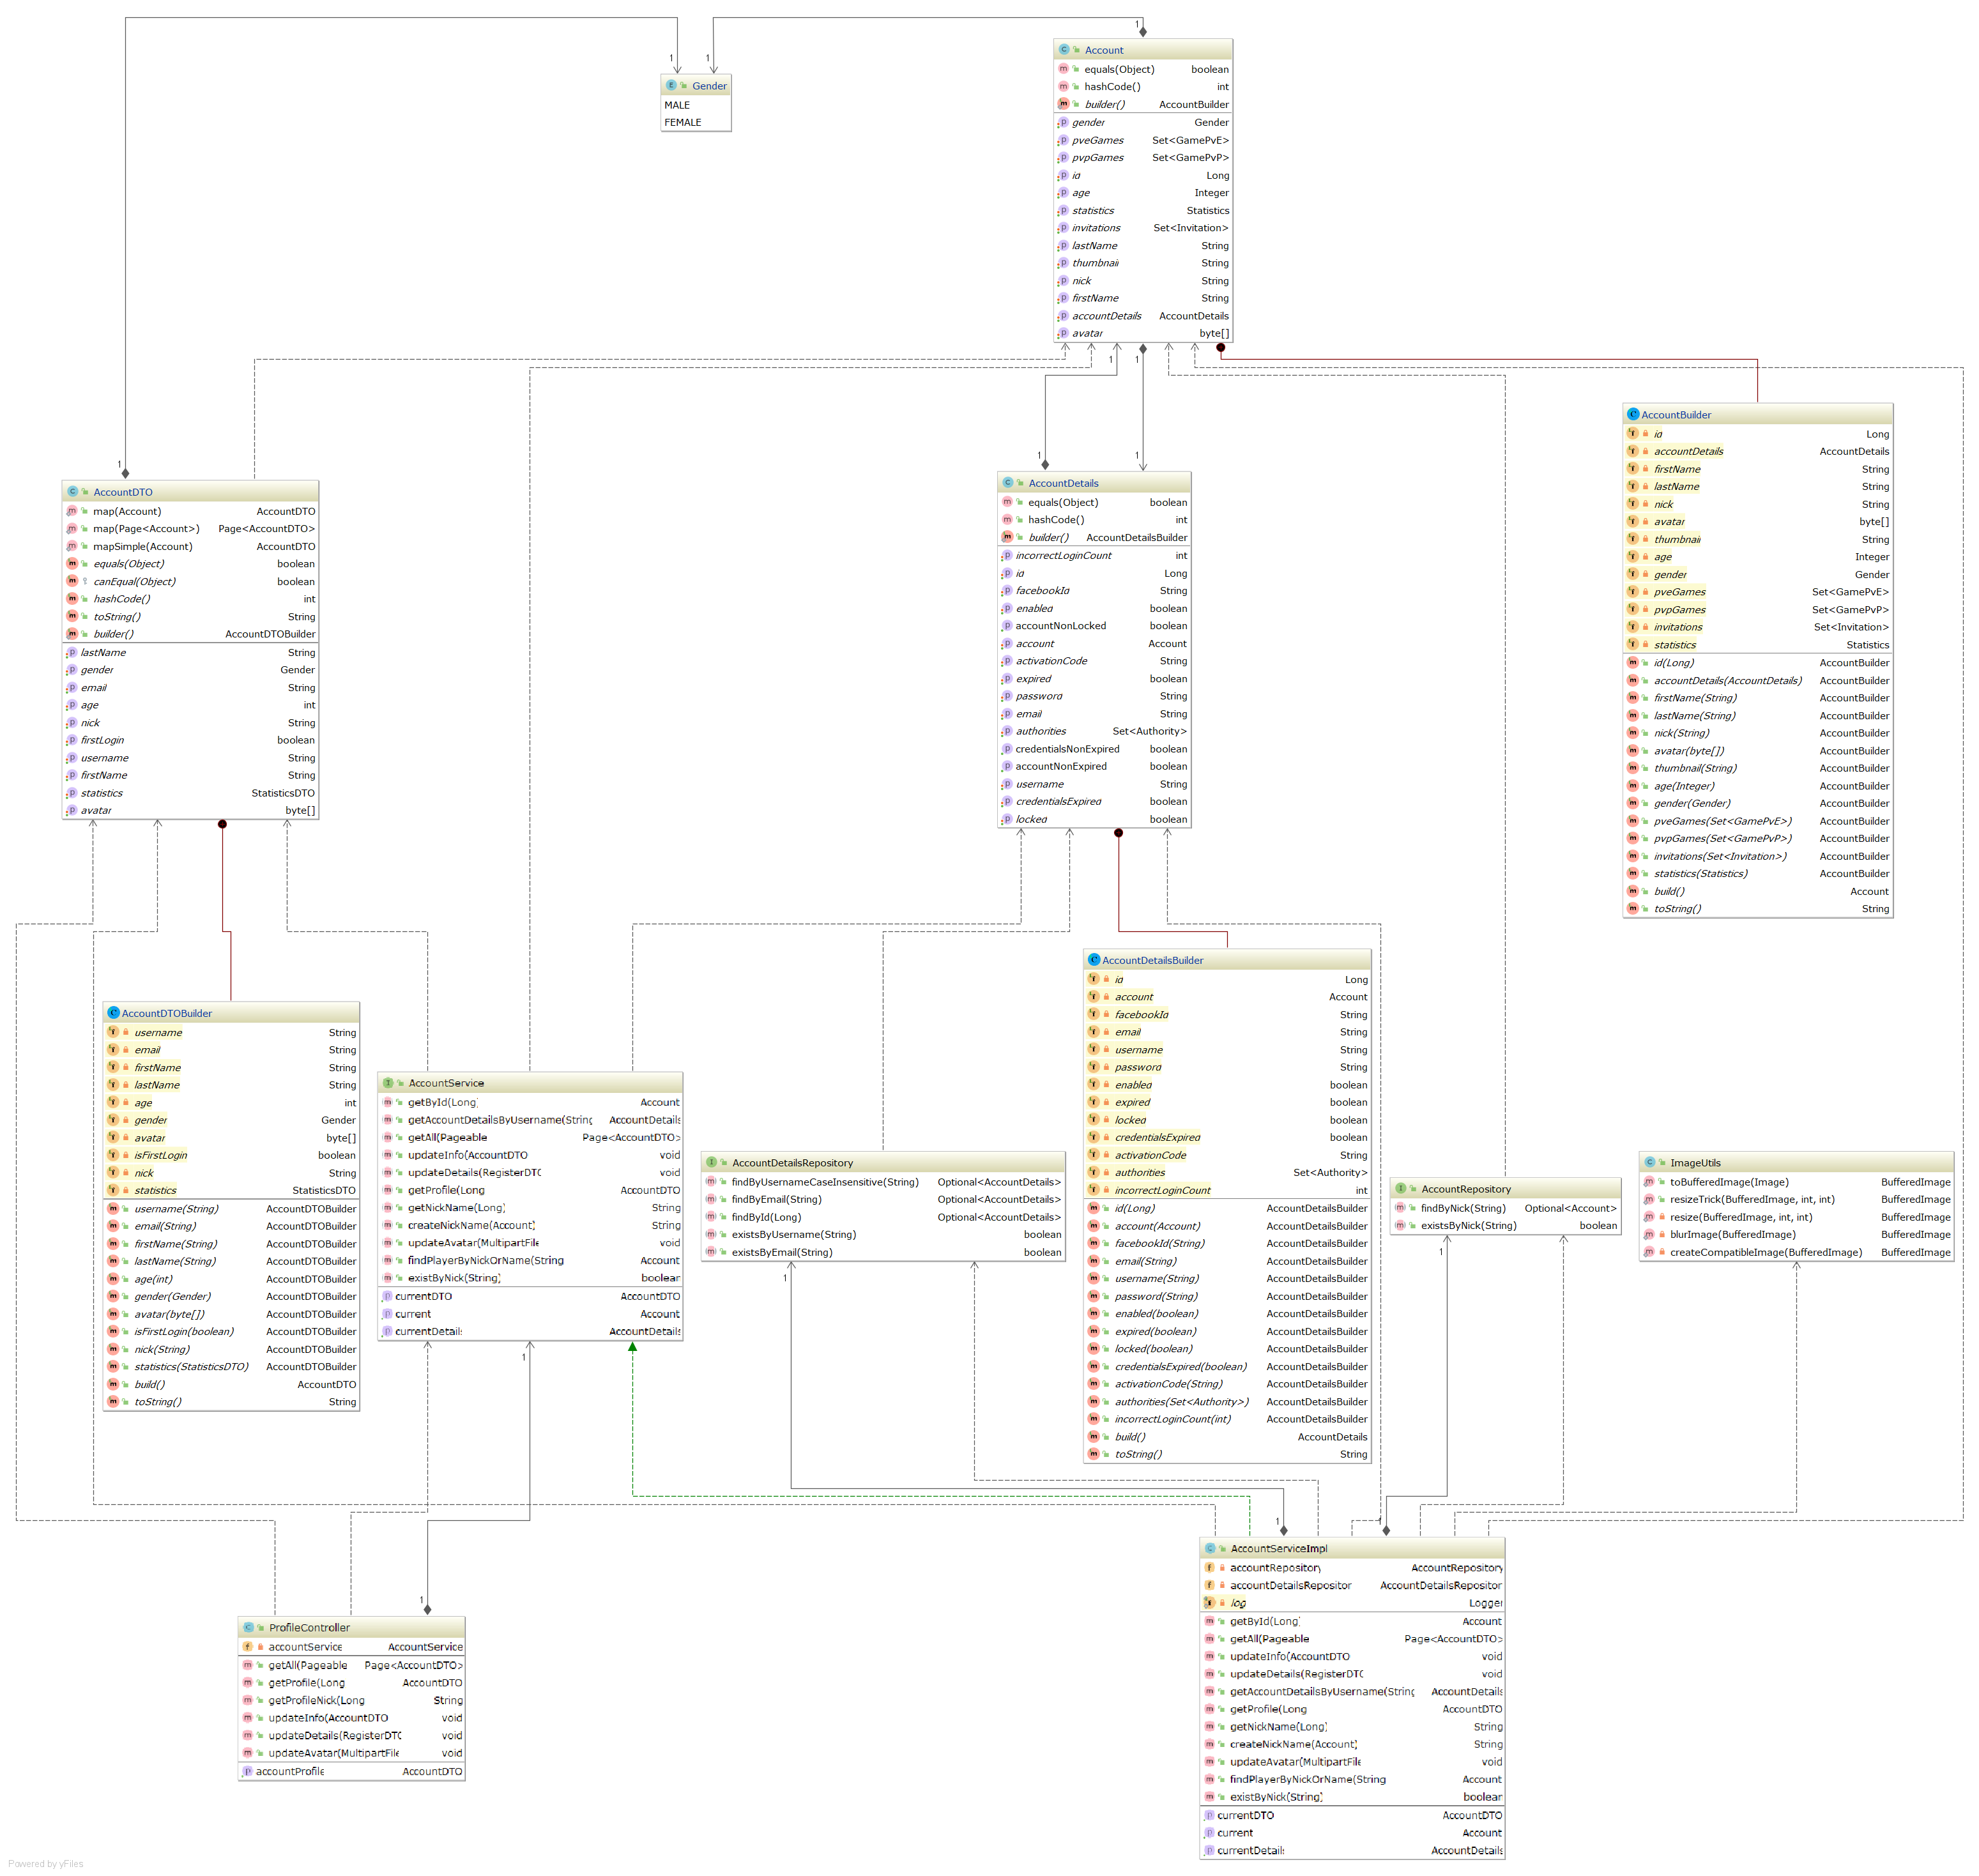 1
1
1
Account
equals(Object) boolean
hashCode() int
builder() AccountBuilder
gender Gender
pveGames Set<GamePvE>
pvpGames Set<GamePvP>
id Long
age Integer
statistics Statistics
invitations Set<Invitation>
lastName String
thumbnail String
nick String
firstName String
accountDetails AccountDetails
avatar byte[]
Gender
MALE
FEMALE
1
1
1
1
1
AccountBuilder
id Long
accountDetails AccountDetails
firstName String
lastName String
nick String
avatar byte[]
thumbnail String
age Integer
gender Gender
pveGames Set<GamePvE>
pvpGames Set<GamePvP>
invitations Set<Invitation>
statistics Statistics
id(Long) AccountBuilder
accountDetails(AccountDetails) AccountBuilder
firstName(String) AccountBuilder
lastName(String) AccountBuilder
nick(String) AccountBuilder
avatar(byte[]) AccountBuilder
thumbnail(String) AccountBuilder
age(Integer) AccountBuilder
gender(Gender) AccountBuilder
pveGames(Set<GamePvE>) AccountBuilder
pvpGames(Set<GamePvP>) AccountBuilder
invitations(Set<Invitation>) AccountBuilder
statistics(Statistics) AccountBuilder
build() Account
toString() String
AccountDTO
map(Account) AccountDTO
map(Page<Account>) Page<AccountDTO>
mapSimple(Account) AccountDTO
equals(Object) boolean
canEqual(Object) boolean
hashCode() int
toString() String
builder() AccountDTOBuilder
lastName String
gender Gender
email String
age int
nick String
firstLogin boolean
username String
firstName String
statistics StatisticsDTO
avatar byte[]
AccountDetails
equals(Object) boolean
hashCode() int
builder() AccountDetailsBuilder
incorrectLoginCount int
id Long
facebookId String
enabled boolean
accountNonLocked boolean
account Account
activationCode String
expired boolean
password String
email String
authorities Set<Authority>
credentialsNonExpired boolean
accountNonExpired boolean
username String
credentialsExpired boolean
locked boolean
AccountDTOBuilder
username String
email String
firstName String
lastName String
age int
gender Gender
avatar byte[]
isFirstLogin boolean
nick String
statistics StatisticsDTO
username(String) AccountDTOBuilder
email(String) AccountDTOBuilder
firstName(String) AccountDTOBuilder
lastName(String) AccountDTOBuilder
age(int) AccountDTOBuilder
gender(Gender) AccountDTOBuilder
avatar(byte[]) AccountDTOBuilder
isFirstLogin(boolean) AccountDTOBuilder
nick(String) AccountDTOBuilder
statistics(StatisticsDTO) AccountDTOBuilder
build() AccountDTO
toString() String
AccountService
getById(Long) Account
getAccountDetailsByUsername(String AccountDetails
getAll(Pageable Page<AccountDTO>
updateInfo(AccountDTO void
updateDetails(RegisterDTO void
getProfile(Long AccountDTO
getNickName(Long) String
createNickName(Account) String
updateAvatar(MultipartFile void
findPlayerByNickOrName(String Account
existByNick(String) boolean
currentDTO AccountDTO
current Account
currentDetails AccountDetails
AccountDetailsRepository
findByUsernameCaseInsensitive(String) Optional<AccountDetails>
findByEmail(String) Optional<AccountDetails>
findById(Long) Optional<AccountDetails>
existsByUsername(String) boolean
existsByEmail(String) boolean
AccountDetailsBuilder
id Long
account Account
facebookId String
email String
username String
password String
enabled boolean
expired boolean
locked boolean
credentialsExpired boolean
activationCode String
authorities Set<Authority>
incorrectLoginCount int
id(Long) AccountDetailsBuilder
account(Account) AccountDetailsBuilder
facebookId(String) AccountDetailsBuilder
email(String) AccountDetailsBuilder
username(String) AccountDetailsBuilder
password(String) AccountDetailsBuilder
enabled(boolean) AccountDetailsBuilder
expired(boolean) AccountDetailsBuilder
locked(boolean) AccountDetailsBuilder
credentialsExpired(boolean) AccountDetailsBuilder
activationCode(String) AccountDetailsBuilder
authorities(Set<Authority>) AccountDetailsBuilder
incorrectLoginCount(int) AccountDetailsBuilder
build() AccountDetails
toString() String
AccountRepository
findByNick(String) Optional<Account>
existsByNick(String) boolean
ImageUtils
toBufferedImage(Image) BufferedImage
resizeTrick(BufferedImage, int, int) BufferedImage
resize(BufferedImage, int, int) BufferedImage
blurImage(BufferedImage) BufferedImage
createCompatibleImage(BufferedImage) BufferedImage
1
1
1
1
1
1
ProfileController
accountService AccountService
getAll(Pageable Page<AccountDTO>
getProfile(Long AccountDTO
getProfileNick(Long String
updateInfo(AccountDTO void
updateDetails(RegisterDTO void
updateAvatar(MultipartFile void
accountProfile AccountDTO
AccountServiceImpl
accountRepository AccountRepository
accountDetailsRepositor AccountDetailsRepositor
log Logger
getById(Long) Account
getAll(Pageable Page<AccountDTO>
updateInfo(AccountDTO void
updateDetails(RegisterDTO void
getAccountDetailsByUsername(String AccountDetails
getProfile(Long AccountDTO
getNickName(Long) String
createNickName(Account) String
updateAvatar(MultipartFile void
findPlayerByNickOrName(String Account
existByNick(String) boolean
currentDTO AccountDTO
current Account
currentDetails AccountDetails
Powered by yFiles